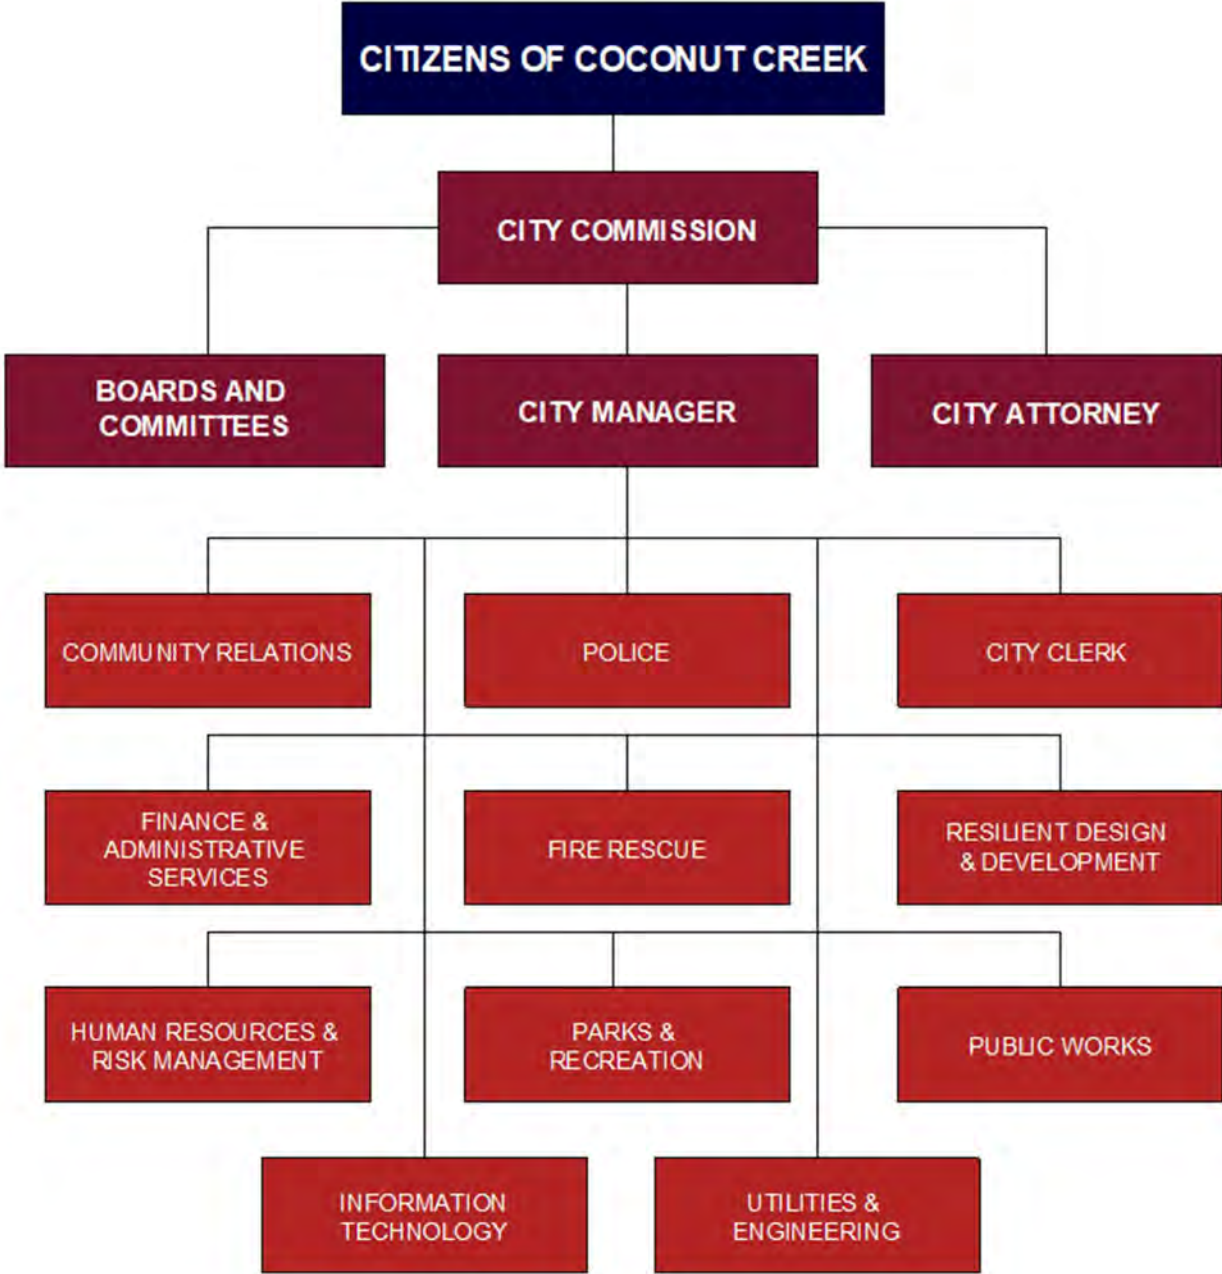 CITIZENS OF COCONUT CREEK
CITY COMMISSION
BOARDS AND
COMMITTEES
CITY MANAGER
CITY ATTORNEY
COMMUNITY RELATIONS
POLICE
CITY CLERK
FINANCE &
ADMINISTRATIVE
SERVICES
FIRE RESCUE
RESILIENT DESIGN
& DEVELOPMENT
HUMAN RESOURCES &
RISK MANAGEMENT
PARKS &
RECREATION
PUBLIC WORKS
INFORMATION
TECHNOLOGY
UTILITIES &
ENGINEERING